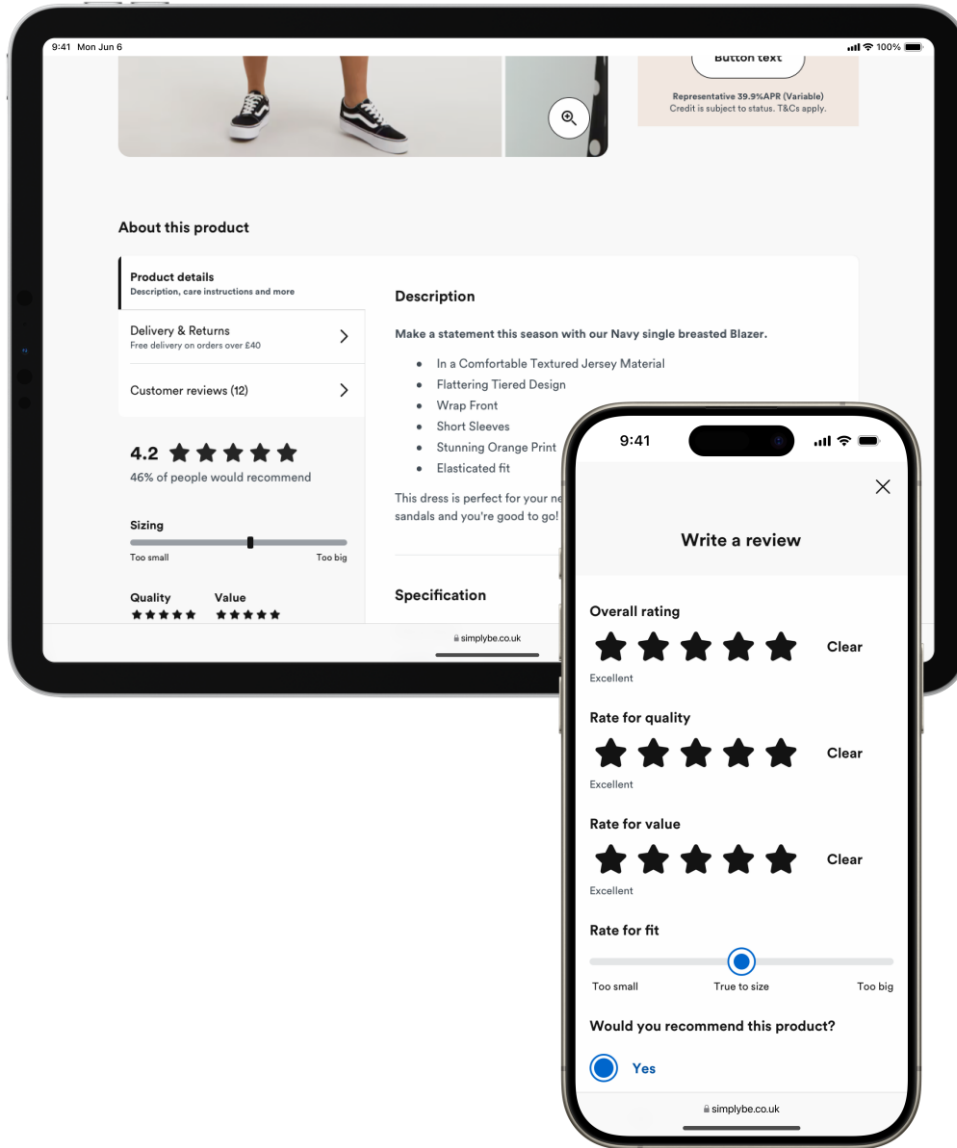 9:41 Mon Jun 6
100%
Button text
Representative 39.9%APR (Variable)
Credit is subject to status. T&Cs apply.
About this product
Product details
Description, care instructions and more
Delivery & Returns
Free delivery on orders over £40
Customer reviews (12)
4.2
46% of people would recommend
Sizing
Too small
Too big
Quality
Value
Description
Make a statement this season with our Navy single breasted Blazer.
In a Comfortable Textured Jersey Material
Flattering Tiered Design
Wrap Front
Short Sleeves
Stunning Orange Print
Elasticated fit
This dress is perfect for your
sandals and you're good to go!
Specification
simplybe.co.uk
9:41
Write a review
Overall rating
Clear
Excellent
Rate for quality
Clear
Excellent
Rate for value
Clear
Excellent
Rate for fit
Too small
True to size
Too big
Would you recommend this product?
Yes
simplybe.co.uk